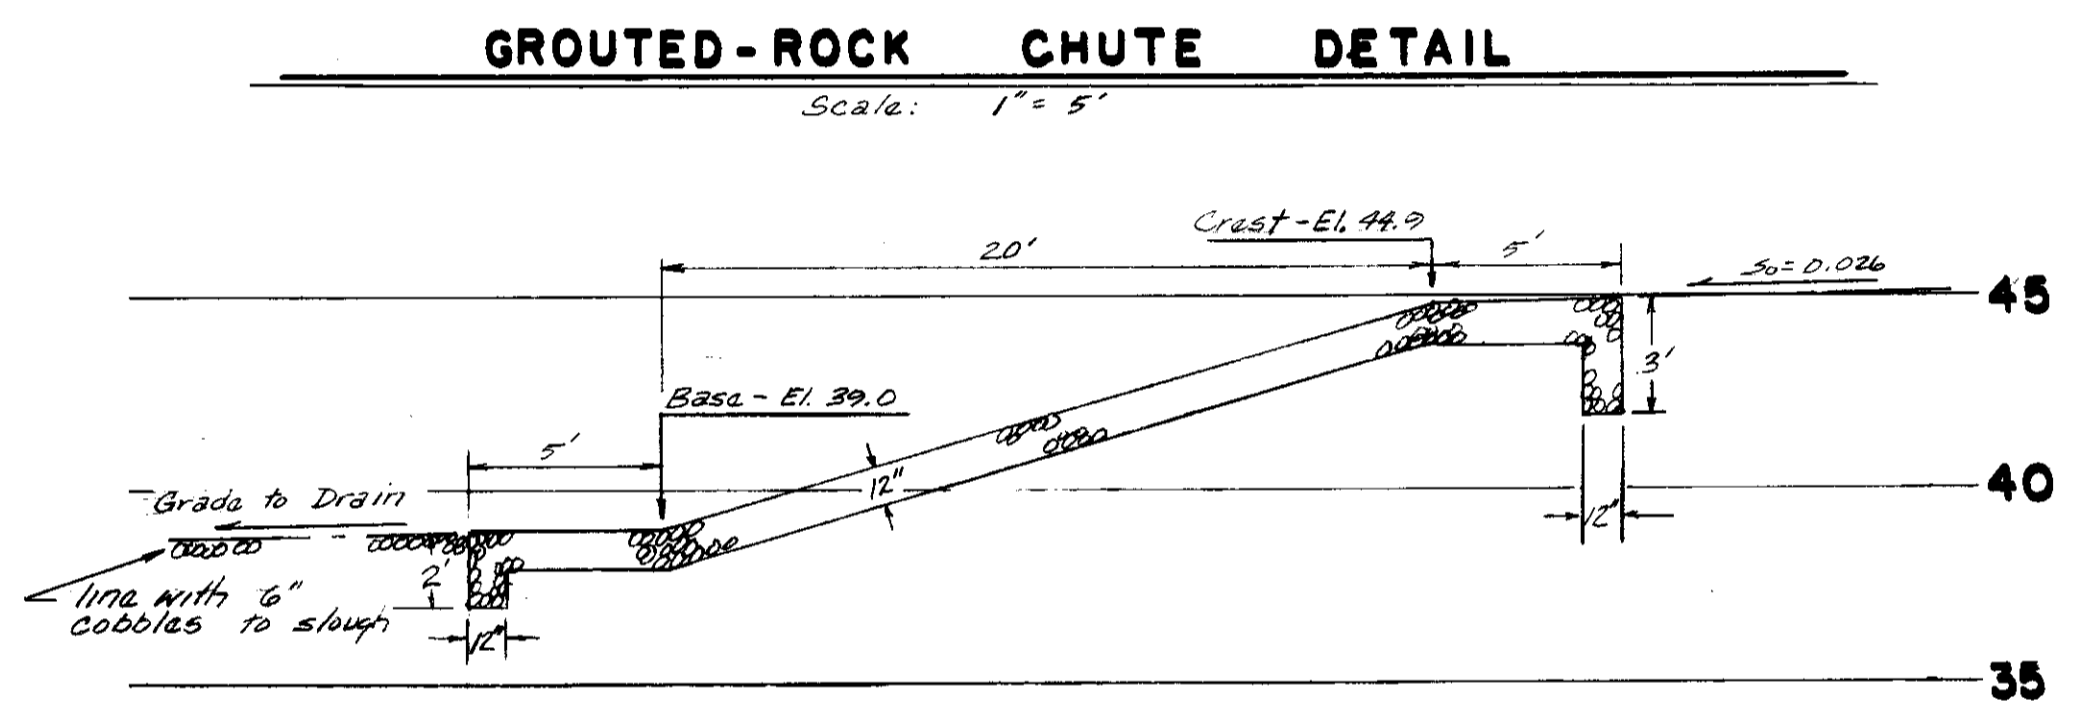 GROUTED-ROCK CHUTE DETAIL
Scale: 1" = 5'
Crest-El. 44.9
20'
5'
So=0.026
45
3'
Base - El. 39.0
5'
12"
40
Grade to Drain
12"
2'
line with 6"
cobbles to slough
12"
35